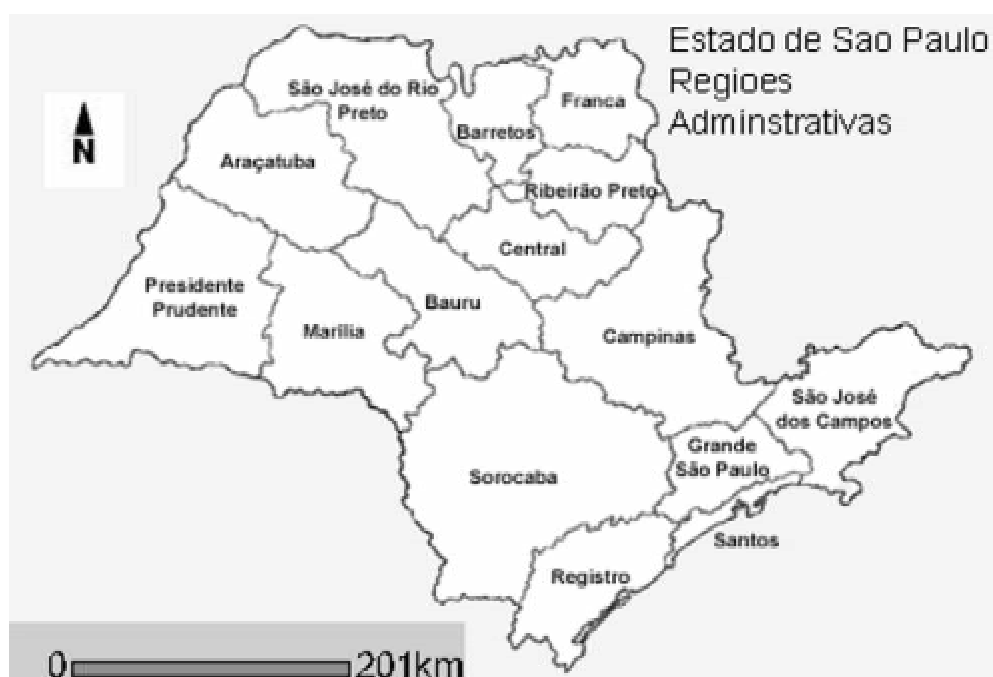 Estado de Sao Paulo
Regioes
Adminstrativas
N
São José do Rio
Preto
Barretos
Franca
Araçatuba
Ribeirão Preto
Central
Presidente
Prudente
Marília
Bauru
Campinas
São José
dos Campos
Grande
São Paulo
Sorocaba
Santos
Registro
0
201km